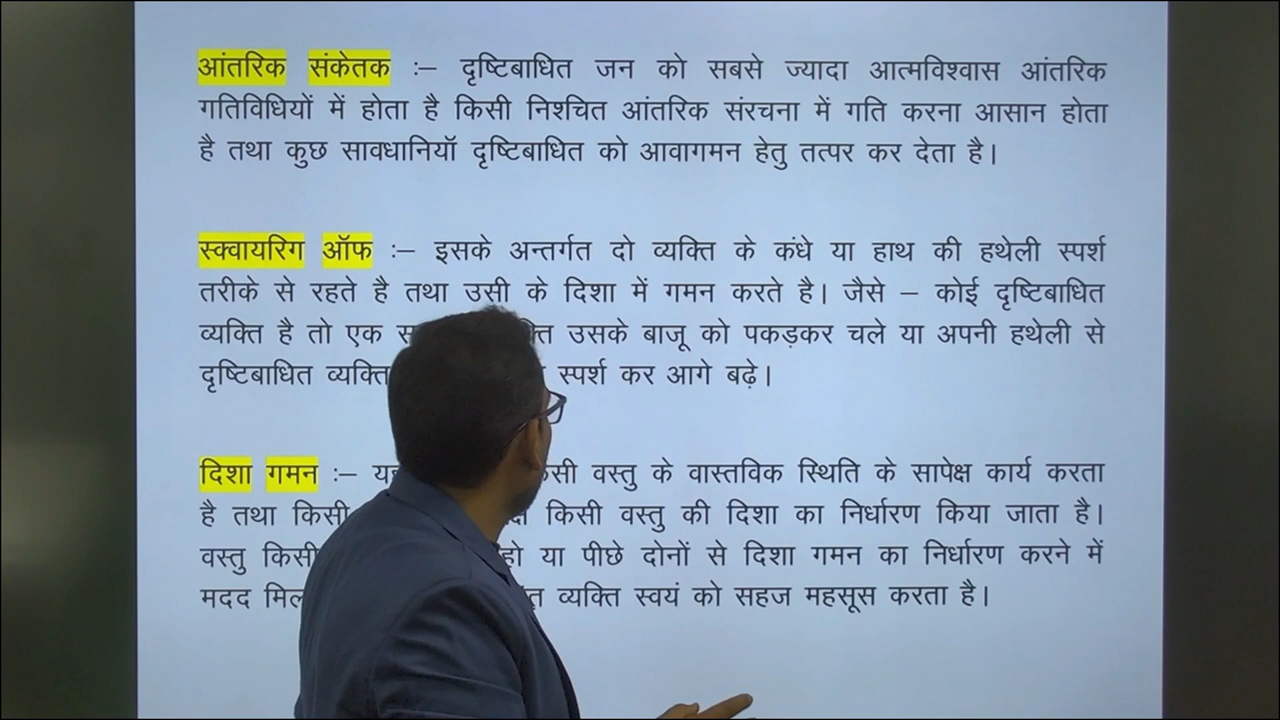 आंतरिक संकेतक :– दृष्टिबाधित जन को सबसे ज्यादा आत्मविश्वास आंतरिक
गतिविधियों में होता है किसी निश्चित आंतरिक संरचना में गति करना आसान होता
है तथा कुछ सावधानियॉ दृष्टिबाधित को आवागमन हेतु तत्पर कर देता है।
स्क्वायरिग ऑफ :– इसके अन्तर्गत दो व्यक्ति के कंधे या हाथ की हथेली स्पर्श
तरीके से रहते है तथा उसी के दिशा में गमन करते है। जैसे – कोई दृष्टिबाधित
व्यक्ति है तो एक उसके बाजू को पकड़कर चले या अपनी हथेली से
दृष्टिबाधित व्यक्ति स्पर्श कर आगे बढ़े।
दिशा गमन :– वस्तु के वास्तविक स्थिति के सापेक्ष कार्य करता
है तथा किसी किसी वस्तु की दिशा का निर्धारण किया जाता है।
वस्तु किसी हो या पीछे दोनों से दिशा गमन का निर्धारण करने में
मदद व्यक्ति स्वयं को सहज महसूस करता है।